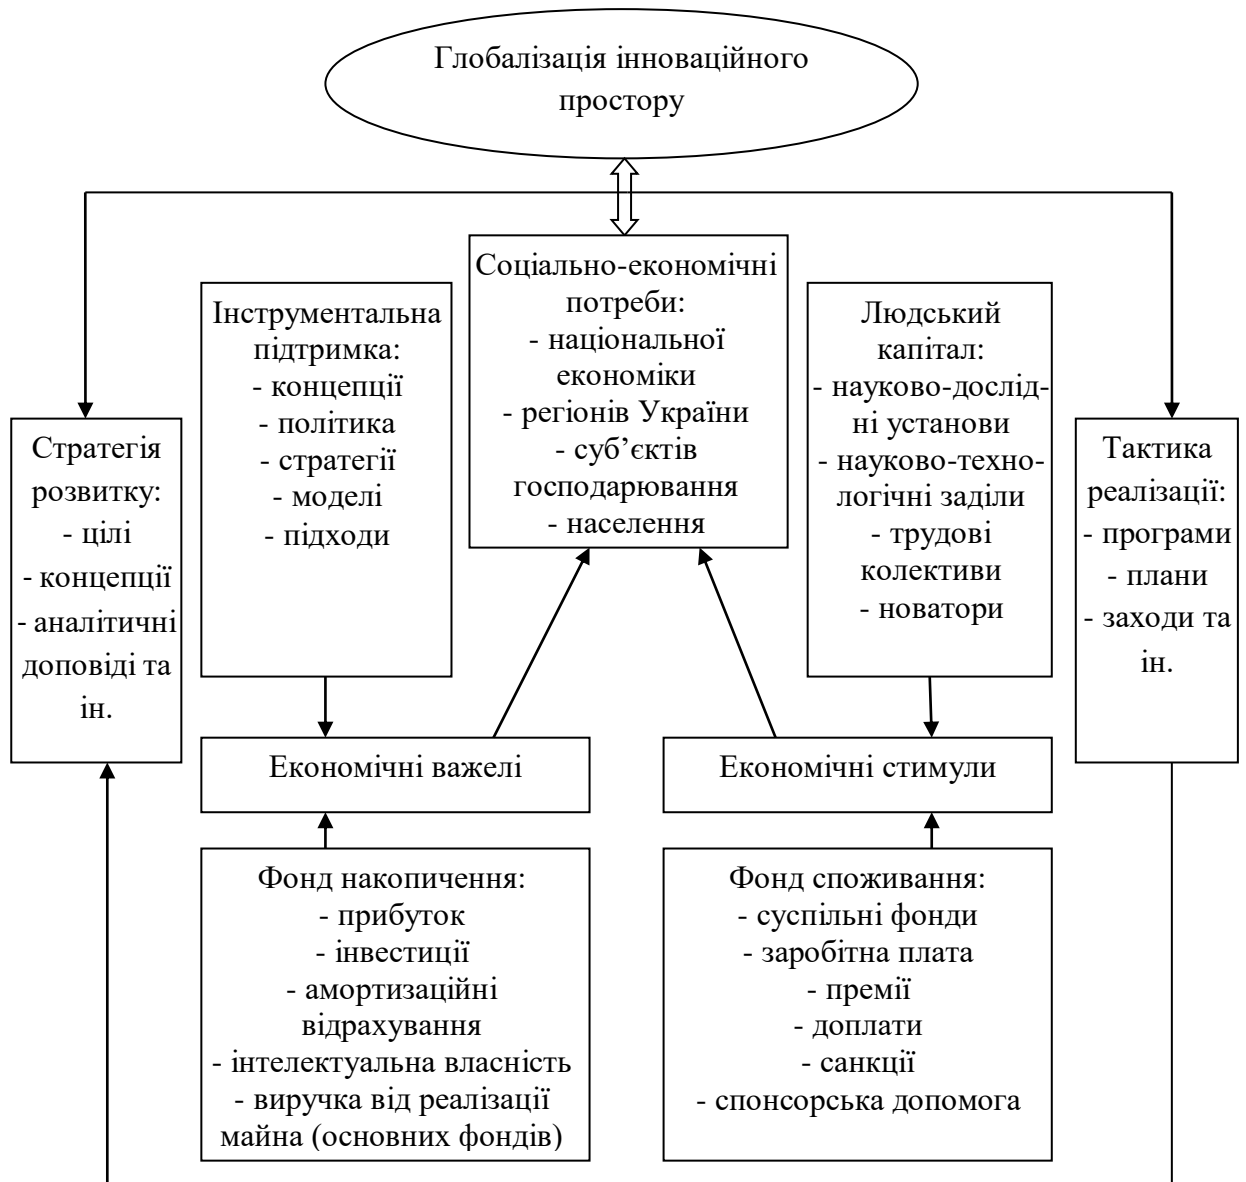 Глобалізація інноваційного
простору
Соціально-економічні
потреби:
- національної
економіки
- регіонів України
- суб’єктів
господарювання
- населення
Інструментальна
підтримка:
- концепції
- політика
- стратегії
- моделі
- підходи
Людський
капітал:
- науково-дослід-
ні установи
- науково-техно-
логічні заділи
- трудові
колективи
- новатори
Стратегія
розвитку:
- цілі
- концепції
- аналітичні
доповіді та
ін.
Тактика
реалізації:
- програми
- плани
- заходи та
ін.
Економічні важелі
Економічні стимули
Фонд накопичення:
- прибуток
- інвестиції
- амортизаційні
відрахування
- інтелектуальна власність
- виручка від реалізації
майна (основних фондів)
Фонд споживання:
- суспільні фонди
- заробітна плата
- премії
- доплати
- санкції
- спонсорська допомога